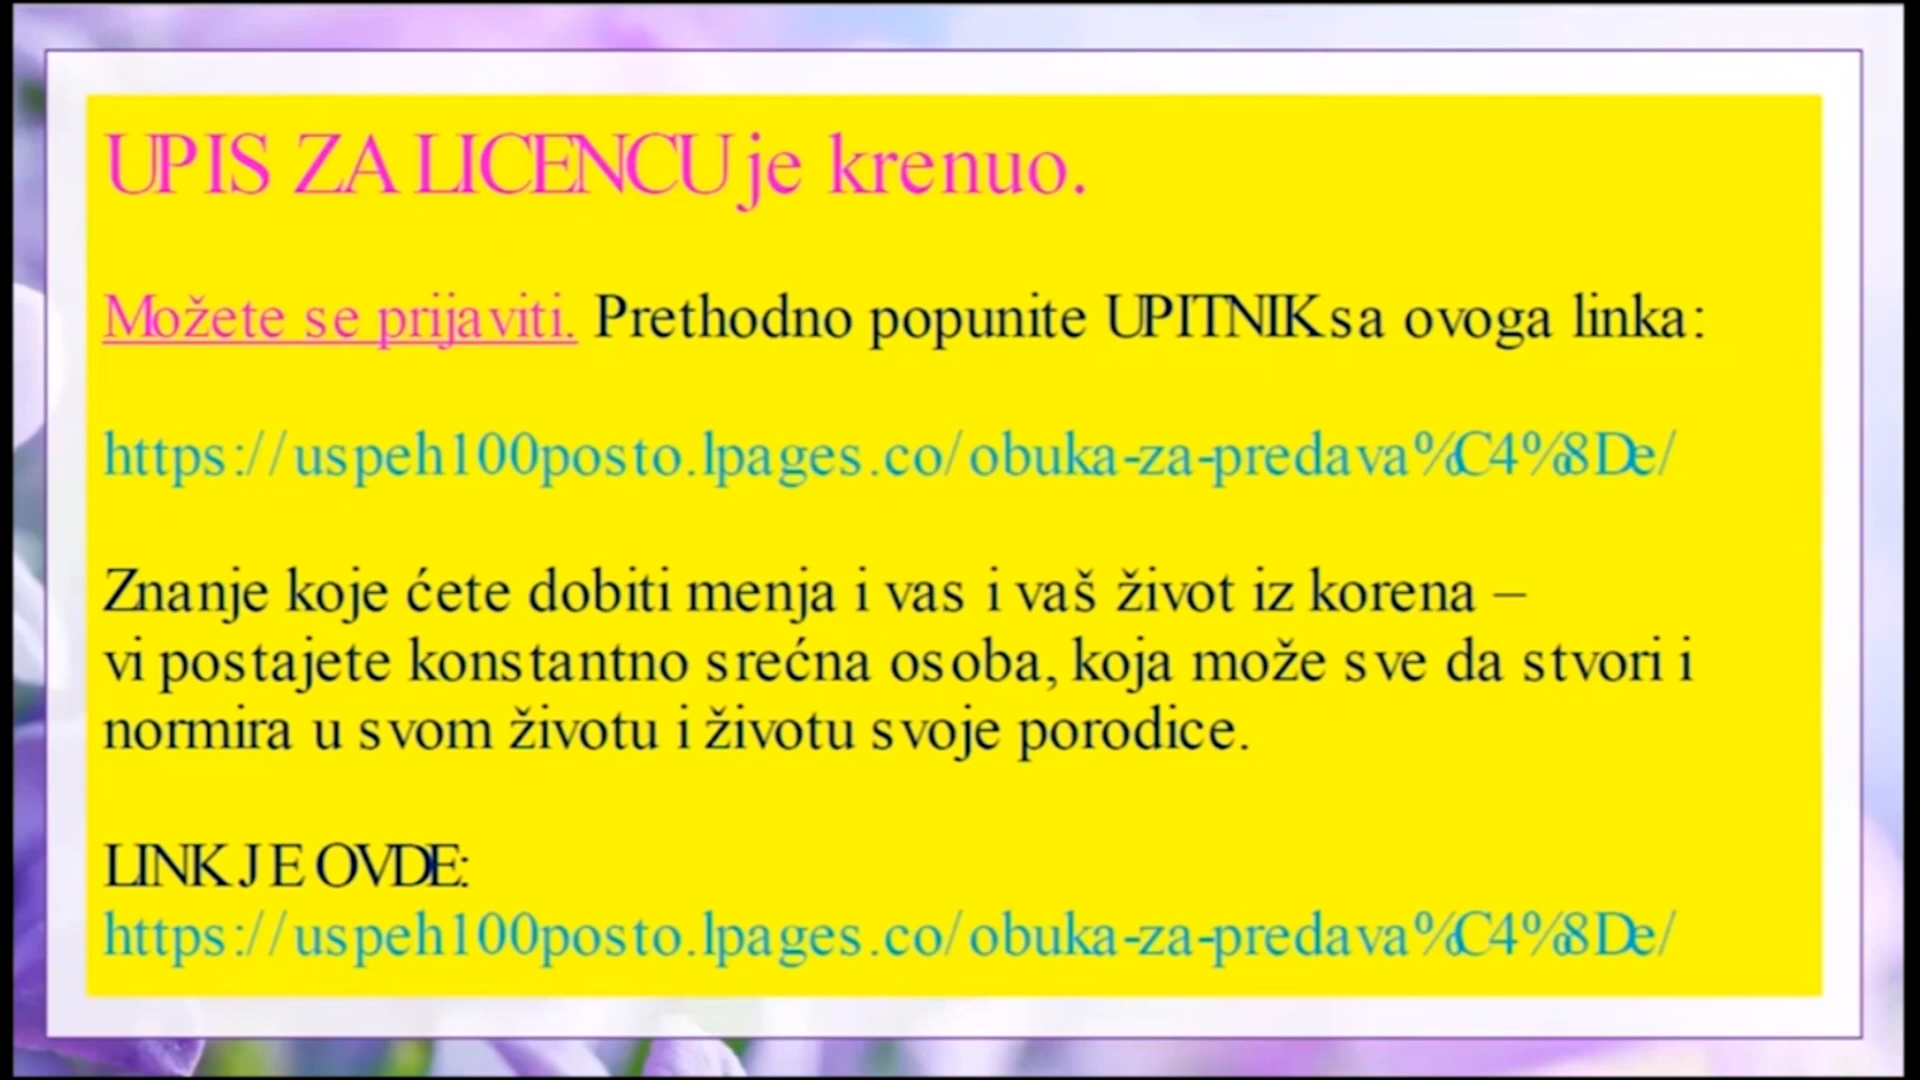 UPIS ZA LICENCU je krenuo.
Možete se prijaviti. Prethodno popunite UPITNIK sa ovoga linka:
https://uspeh100posto.lpages.co/obuka-za-predava%C4%8De/
Znanje koje ćete dobiti menja i vas i vaš život iz korena –
vi postajete konstantno srećna osoba, koja može sve da stvori i
normira u svom životu i životu svoje porodice.
LINK JE OVDE:
https://uspeh100posto.lpages.co/obuka-za-predava%C4%8De/